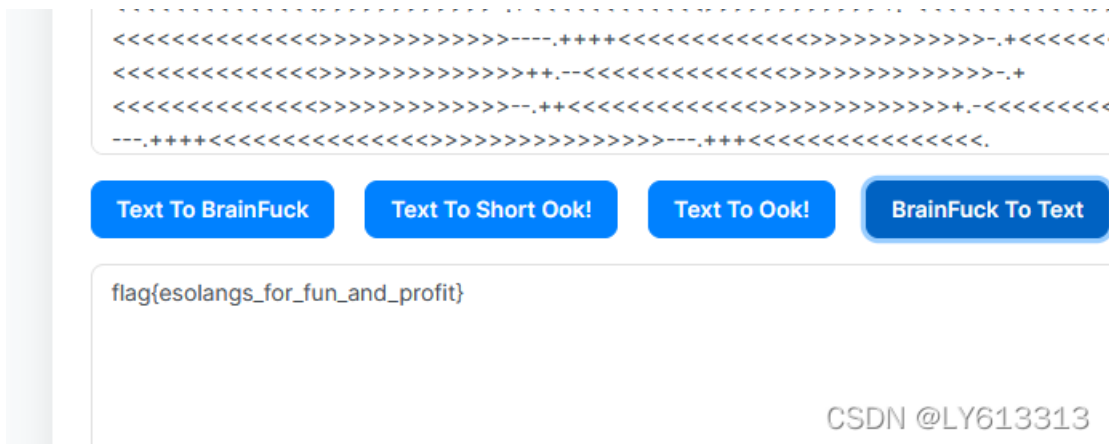 <<<<<<<<<<<<<<>>>>>>>>>>>>>----.++++<<<<<<<<<<<<<>>>>>>>>>>>>-.+<<<<<<
<<<<<<<<<<<<<<>>>>>>>>>>>>>>++.--<<<<<<<<<<<<<<>>>>>>>>>>>>>>-.+
<<<<<<<<<<<<<<>>>>>>>>>>>>>--.++<<<<<<<<<<<<<>>>>>>>>>>>>>+.-<<<<<<<<<
---.++++<<<<<<<<<<<<<<<>>>>>>>>>>>>>>>>---.+++<<<<<<<<<<<<<<<<.
Text To BrainFuck Text To Short Ook! Text To Ook! BrainFuck To Text
flag{esolangs_for_fun_and_profit}
CSDN @LY613313